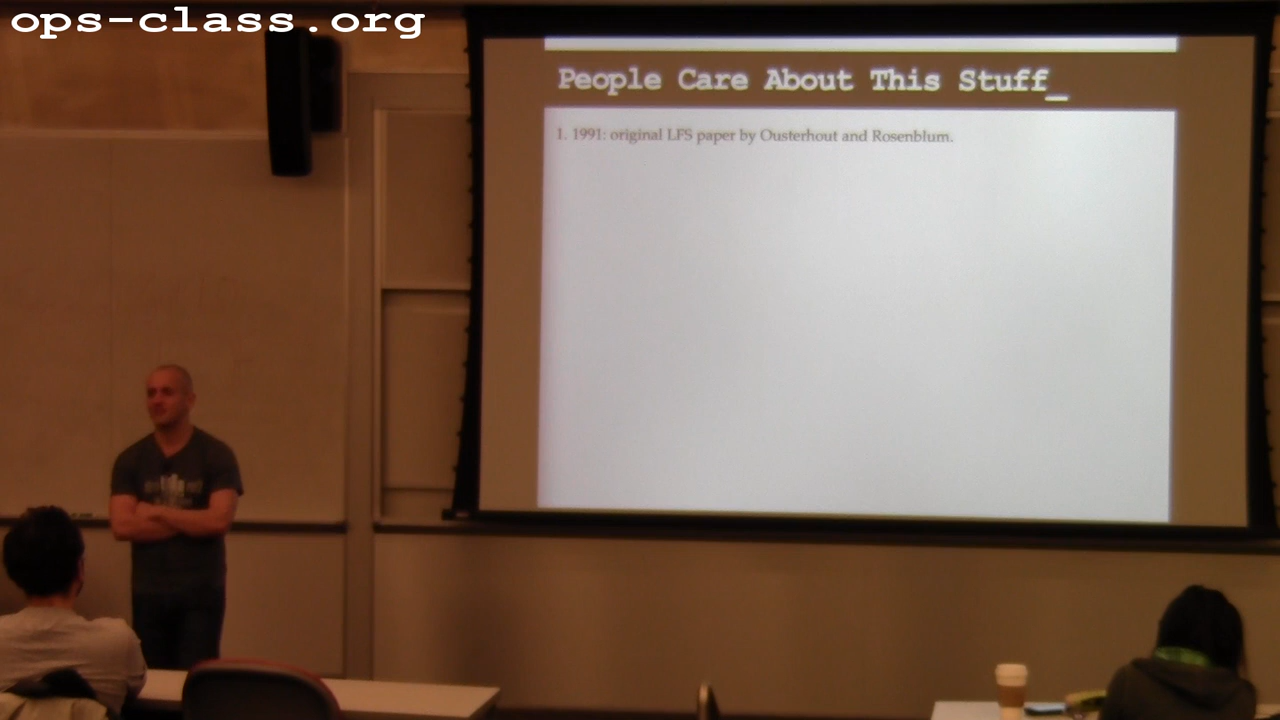 ops-class.org
People Care About This Stuff_
1. 1991: original LFS paper by Ousterhout and Rosenblum.